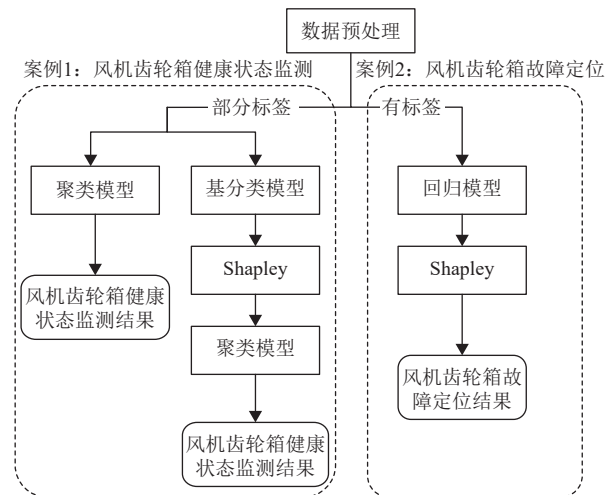 数据预处理
案例1：风机齿轮箱健康状态监测
案例2：风机齿轮箱故障定位
部分标签
有标签
聚类模型
基分类模型
回归模型
Shapley
Shapley
风机齿轮箱健康
状态监测结果
聚类模型
风机齿轮箱故
障定位结果
风机齿轮箱健康
状态监测结果